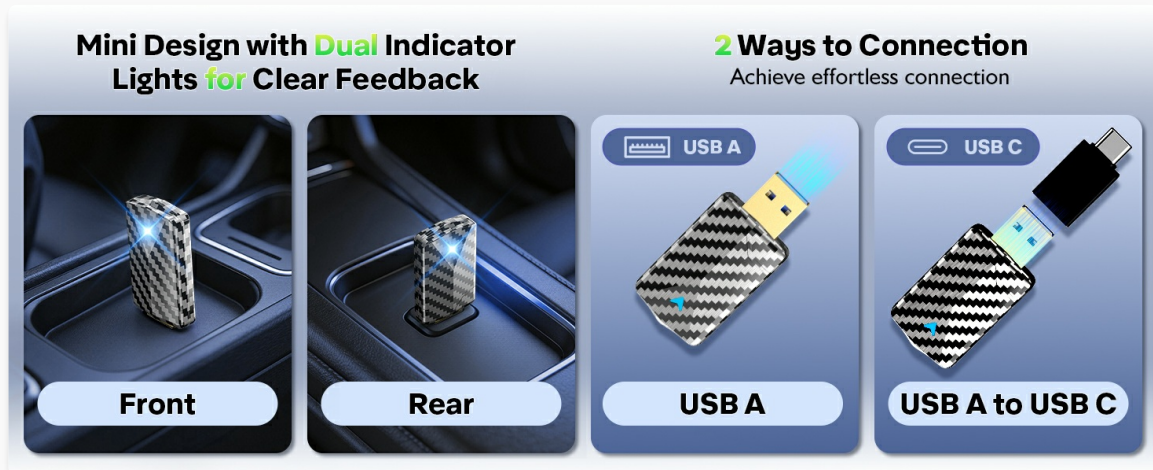 Mini Design with Dual Indicator
Lights for Clear Feedback
2 Ways to Connection
Achieve effortless connection
USB A
USB C
Front
Rear
USB A
USB A to USB C